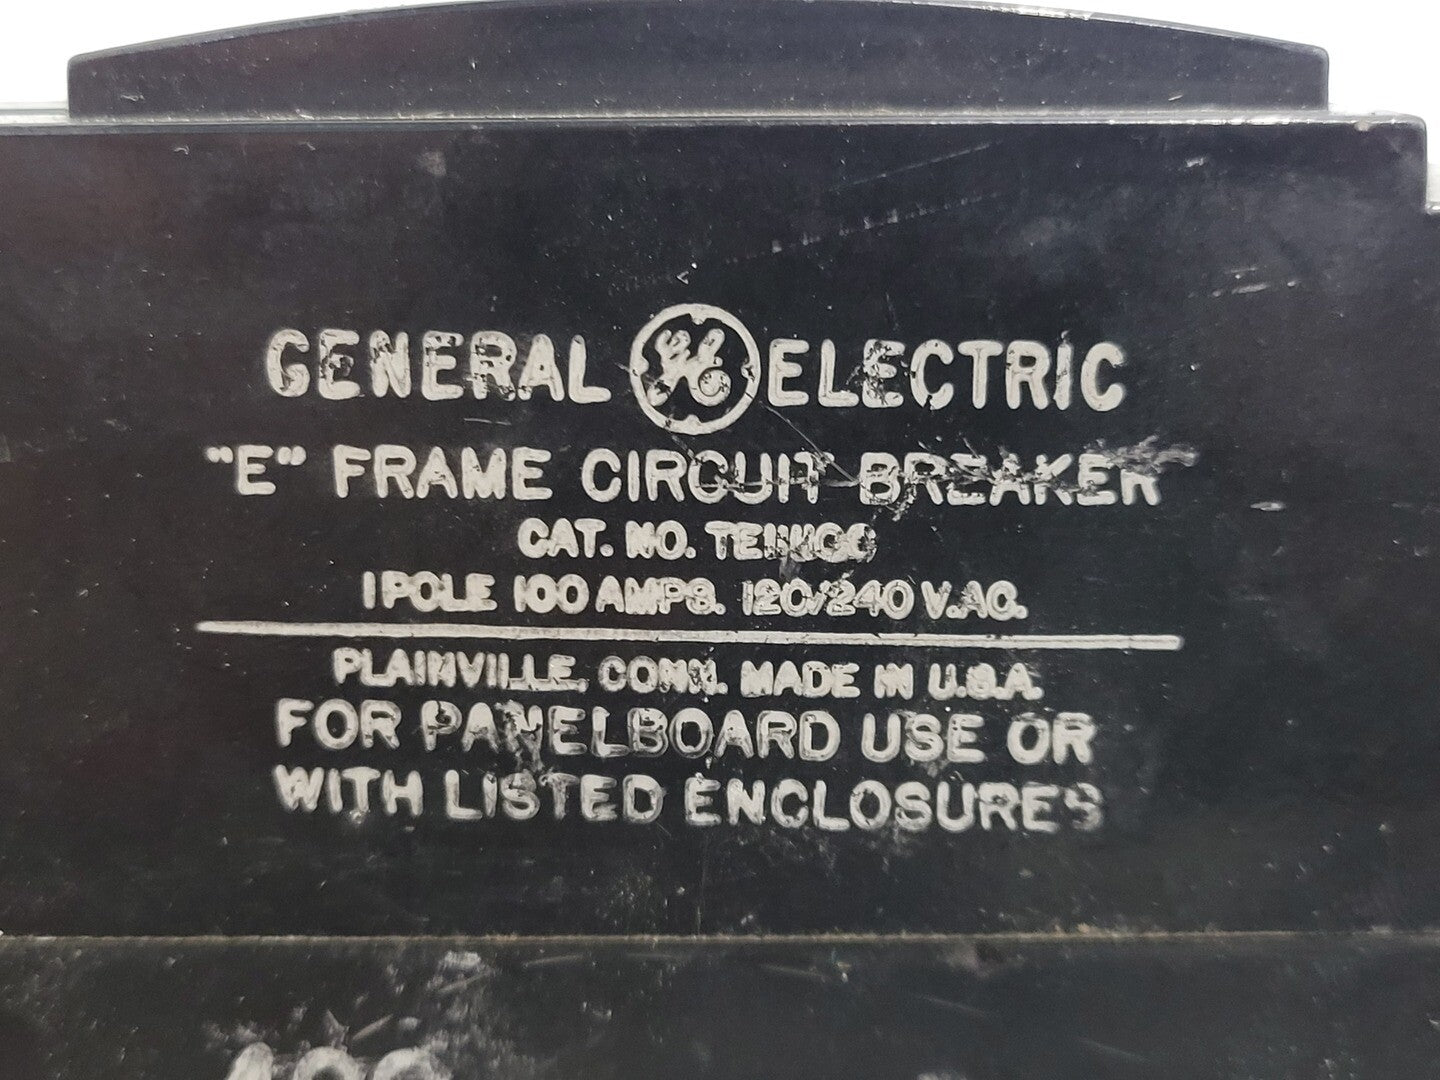 GENERAL GE ELECTRIC
"E" FRAME CIRCUIT BREAKER
CAT. NO.
1 POLE 100 AMPS. 120/240 V.AC.
PLAINVILLE, CONN. MADE IN U.S.A.
FOR PANELBOARD USE OR
WITH LISTED ENCLOSURES